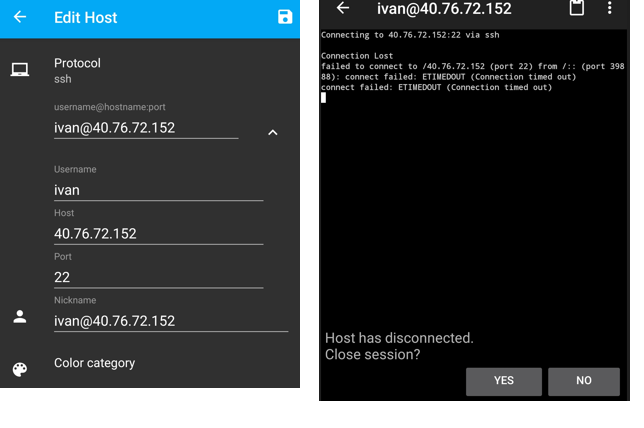 Edit Host
Protocol
ssh
username@hostname:port
ivan@40.76.72.152
Username
ivan
Host
40.76.72.152
Port
22
Nickname
ivan@40.76.72.152
Color category
ivan@40.76.72.152
Connecting to 40.76.72.152:22 via ssh
Connection Lost
failed to connect to /40.76.72.152 (port 22) from /:: (port 398
88): connect failed: ETIMEDOUT (Connection timed out)
connect failed: ETIMEDOUT (Connection timed out)
Host has disconnected.
Close session?
YES
NO